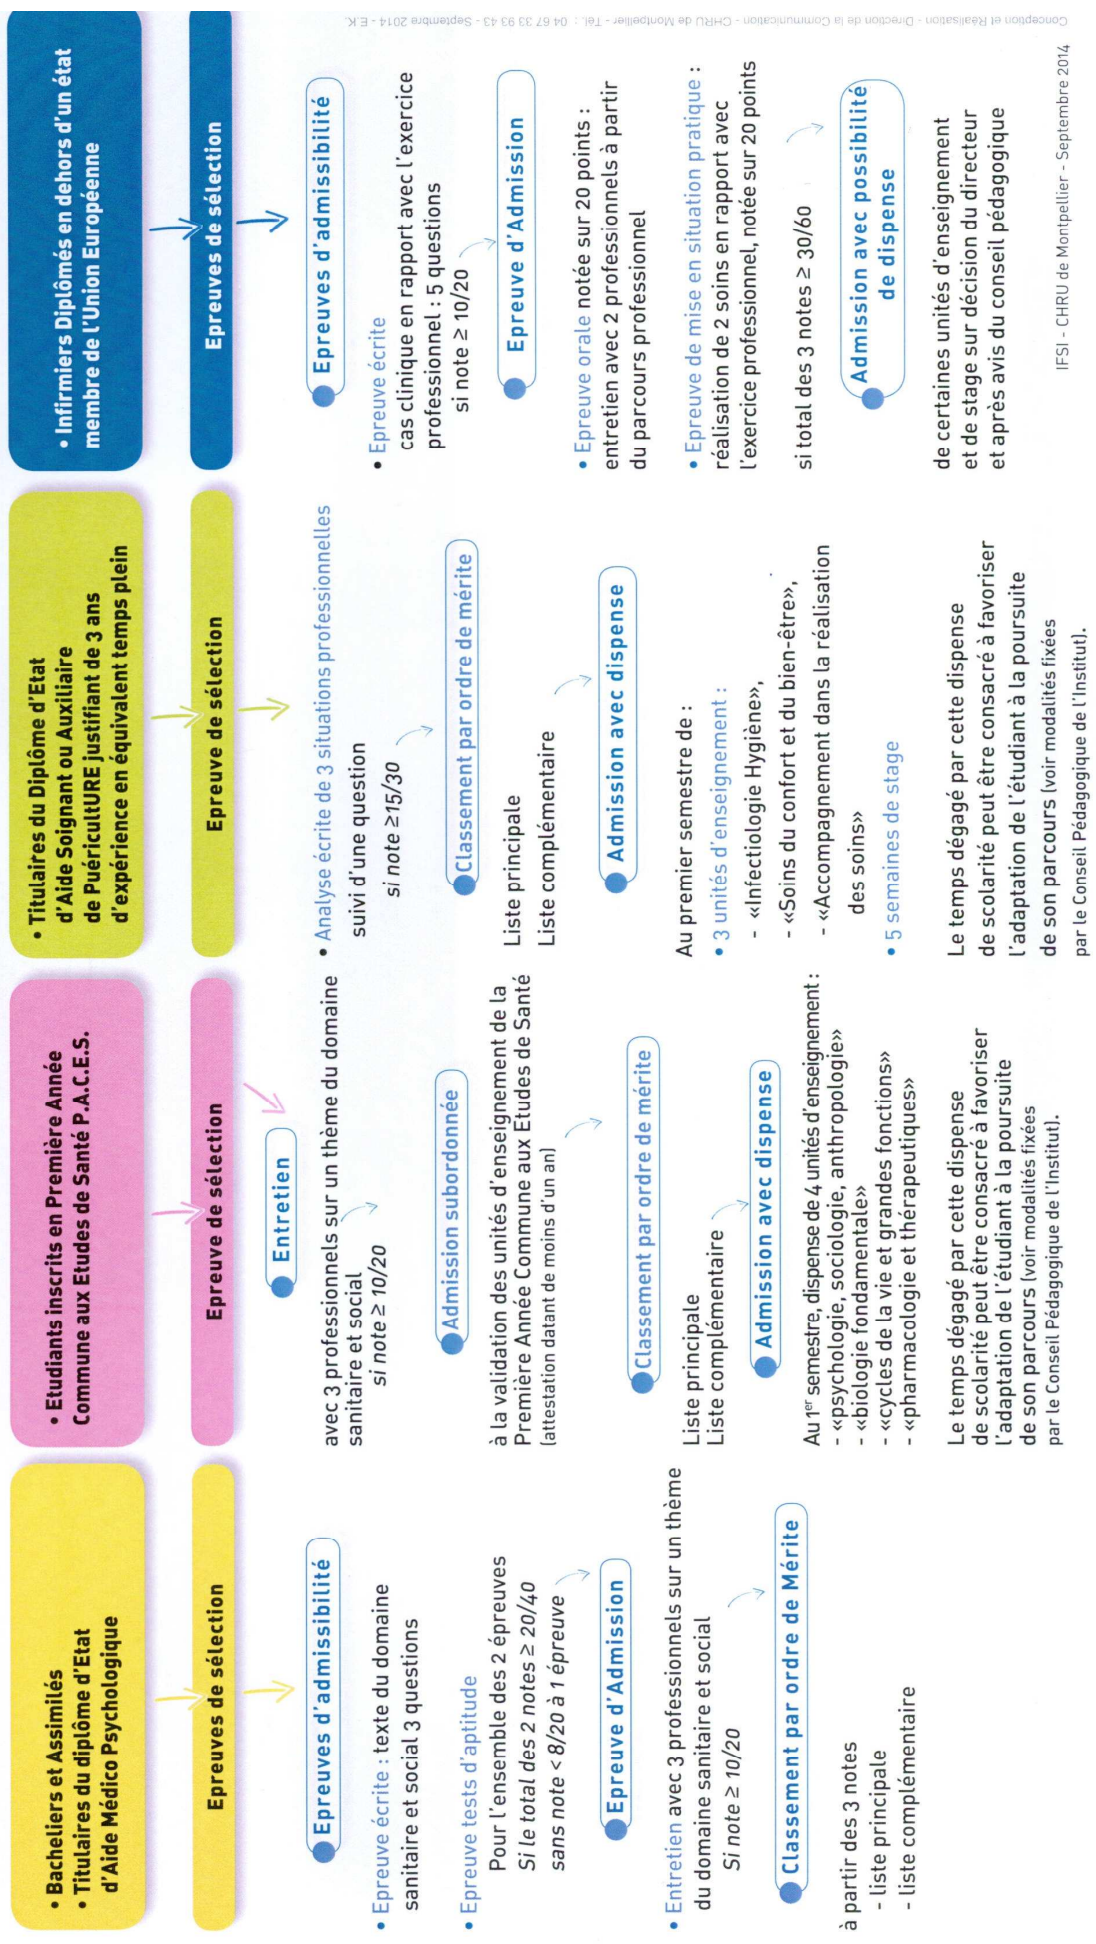 • Bacheliers et Assimilés
• Titulaires du diplôme d'Etat
d'Aide Médico Psychologique
Epreuves de sélection
Epreuves d'admissibilité
• Epreuve écrite : texte du domaine
sanitaire et social 3 questions
• Epreuve tests d'aptitude
Pour l'ensemble des 2 épreuves
Si le total des 2 notes ≥ 20/40
sans note < 8/20 à 1 épreuve
Epreuve d'Admission
• Entretien avec 3 professionnels sur un thème
du domaine sanitaire et social
Si note ≥ 10/20
Classement par ordre de Mérite
à partir des 3 notes
- liste principale
- liste complémentaire
• Etudiants inscrits en Première Année
Commune aux Etudes de Santé P.A.C.E.S.
Epreuve de sélection
Entretien
avec 3 professionnels sur un thème du domaine
sanitaire et social
si note ≥ 10/20
Admission subordonnée
à la validation des unités d'enseignement de la
Première Année Commune aux Etudes de Santé
(attestation datant de moins d'un an)
Classement par ordre de mérite
Liste principale
Liste complémentaire
Admission avec dispense
Au 1er semestre, dispense de 4 unités d'enseignement :
- «psychologie, sociologie, anthropologie»
- «biologie fondamentale»
- «cycles de la vie et grandes fonctions»
- «pharmacologie et thérapeutiques»
Le temps dégagé par cette dispense
de scolarité peut être consacré à favoriser
l'adaptation de l'étudiant à la poursuite
de son parcours (voir modalités fixées
par le Conseil Pédagogique de l'Institut).
• Titulaires du Diplôme d'Etat
d'Aide Soignant ou Auxiliaire
de PuéricultURE justifiant de 3 ans
d'expérience en équivalent temps plein
Epreuve de sélection
• Analyse écrite de 3 situations professionnelles
suivi d'une question
si note ≥15/30
Classement par ordre de mérite
Liste principale
Liste complémentaire
Admission avec dispense
Au premier semestre de :
• 3 unités d'enseignement :
- «Infectiologie Hygiène»,
- «Soins du confort et du bien-être»,
- «Accompagnement dans la réalisation
des soins»
• 5 semaines de stage
Le temps dégagé par cette dispense
de scolarité peut être consacré à favoriser
l'adaptation de l'étudiant à la poursuite
de son parcours (voir modalités fixées
par le Conseil Pédagogique de l'Institut).
• Infirmiers Diplômés en dehors d'un état
membre de l'Union Européenne
Epreuves de sélection
Epreuves d'admissibilité
• Epreuve écrite
cas clinique en rapport avec l'exercice
professionnel : 5 questions
si note ≥ 10/20
Epreuve d'Admission
• Epreuve orale notée sur 20 points :
entretien avec 2 professionnels à partir
du parcours professionnel
• Epreuve de mise en situation pratique :
réalisation de 2 soins en rapport avec
l'exercice professionnel, notée sur 20 points
si total des 3 notes ≥ 30/60
Admission avec possibilité
de dispense
de certaines unités d'enseignement
et de stage sur décision du directeur
et après avis du conseil pédagogique
IFSI - CHRU de Montpellier - Septembre 2014
Conception et Réalisation - Direction de la Communication - CHRU de Montpellier - Tél. : 04 67 33 93 43 - Septembre 2014 - E.K.